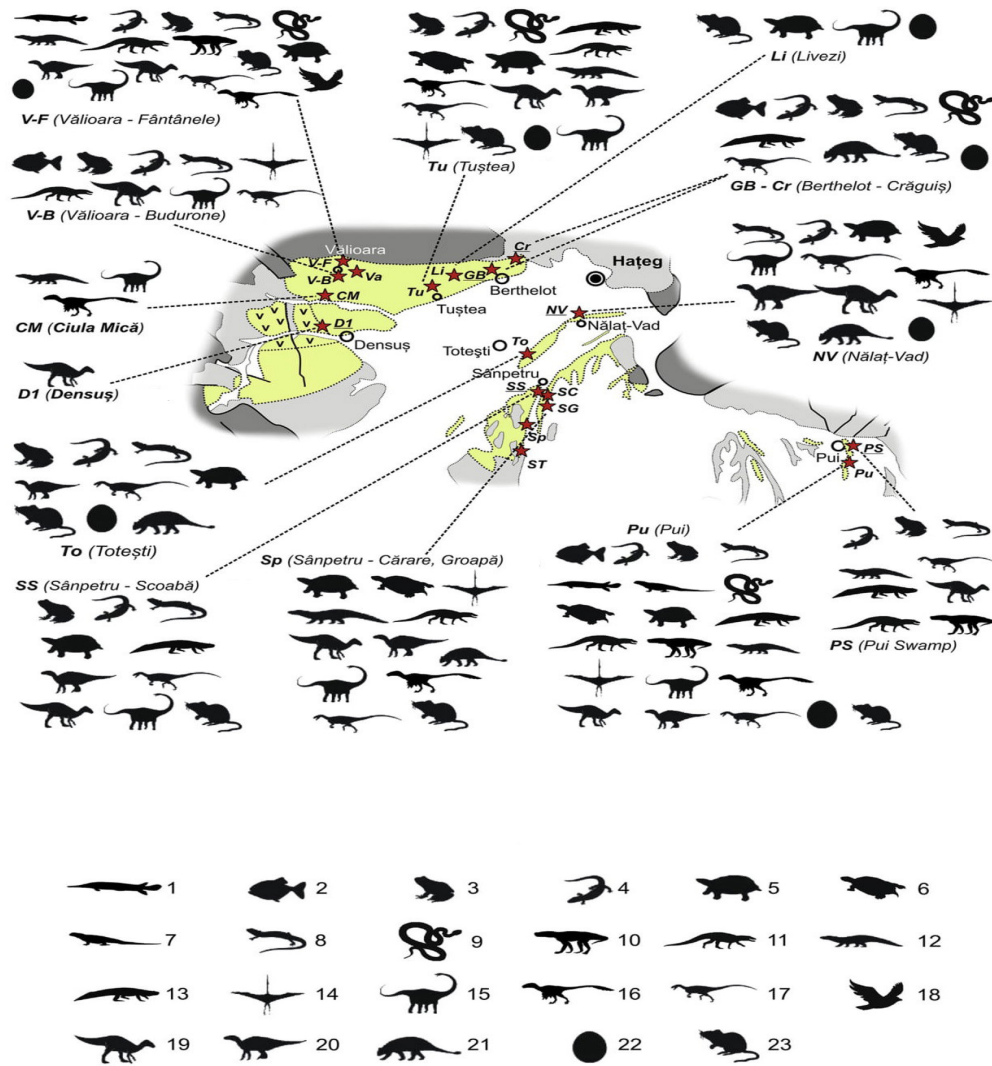 Li (Livezi)
V-F (Vălioara - Fântânele)
Tu (Tuștea)
GB - Cr (Berthelot - Crăguiș)
V-B (Vălioara - Budurone)
Vălioara
Cr
Hațeg
V-F
Va
Li
GB
V-B
Berthelot
CM
Tu
CM (Ciula Mică)
Tuștea
NV
Nălaț-Vad
D1
Densuș
Totești
To
NV (Nălaț-Vad)
Sânpetru
D1 (Densuș)
SS
SC
SG
Sp
ST
Pui
PS
Pu
To (Totești)
Sp (Sânpetru - Cărare, Groapă)
Pu (Pui)
SS (Sânpetru - Scoabă)
PS (Pui Swamp)
v v v
v v v
v v
1 2 3 4 5 6
7 8 9 10 11 12
13 14 15 16 17 18
19 20 21 22 23